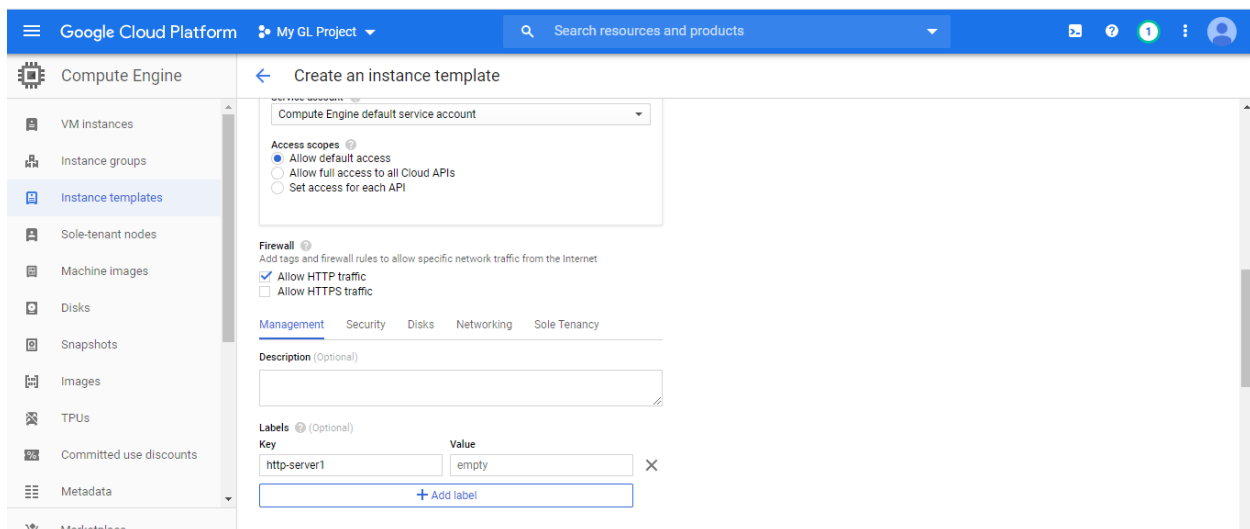 Google Cloud Platform My GL Project Search resources and products 1
Compute Engine Create an instance template
VM instances
Instance groups
Instance templates
Sole-tenant nodes
Machine images
Disks
Snapshots
Images
TPUs
Committed use discounts
Metadata
Marketplace
Service account
Compute Engine default service account
Access scopes
Allow default access
Allow full access to all Cloud APIs
Set access for each API
Firewall
Add tags and firewall rules to allow specific network traffic from the Internet
Allow HTTP traffic
Allow HTTPS traffic
Management Security Disks Networking Sole Tenancy
Description (Optional)
Labels (Optional)
Key Value
http-server1 empty
+ Add label